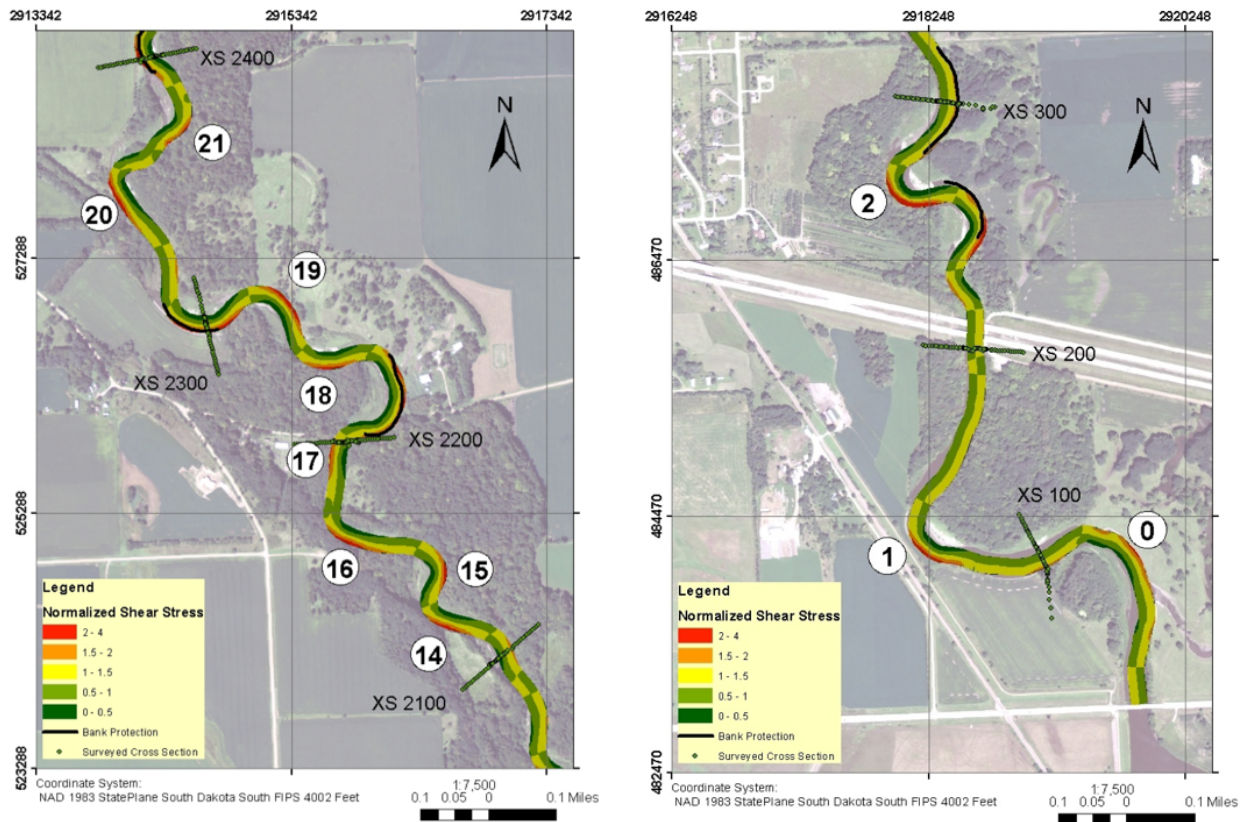 2913342
2915342
2917342
527288
525288
523288
XS 2400
N
21
20
19
XS 2300
18
XS 2200
17
16
15
14
XS 2100
Legend
Normalized Shear Stress
2 - 4
1.5 - 2
1 - 1.5
0.5 - 1
0 - 0.5
Bank Protection
Surveyed Cross Section
Coordinate System:
NAD 1983 StatePlane South Dakota South FIPS 4002 Feet
1:7,500
0.1 0.05 0 0.1 Miles
2916248
2918248
2920248
486470
484470
482470
XS 300
N
2
XS 200
XS 100
0
1
Legend
Normalized Shear Stress
2 - 4
1.5 - 2
1 - 1.5
0.5 - 1
0 - 0.5
Bank Protection
Surveyed Cross Section
Coordinate System:
NAD 1983 StatePlane South Dakota South FIPS 4002 Feet
1:7,500
0.1 0.05 0 0.1 Miles